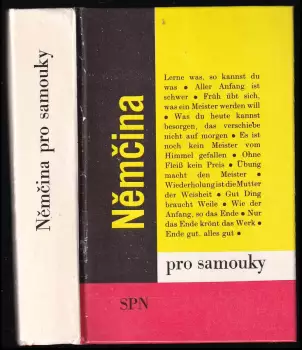 Němčina pro samouky
Němčina
Lerne was, so kannst du
was • Aller Anfang ist
schwer • Früh übt sich,
was ein Meister werden will
• Was du heute kannst
besorgen, das verschiebe
nicht auf morgen • Es ist
noch kein Meister vom
Himmel gefallen • Ohne
Fleiß kein Preis • Übung
macht den Meister •
Wiederholung ist die Mutter
der Weisheit • Gut Ding
braucht Weile • Wie der
Anfang, so das Ende • Nur
das Ende krönt das Werk •
Ende gut, alles gut •
pro samouky
SPN